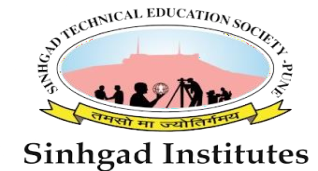 SINHGAD TECHNICAL EDUCATION SOCIETY, PUNE
तमसो मा ज्योतिर्गमय
Sinhgad Institutes